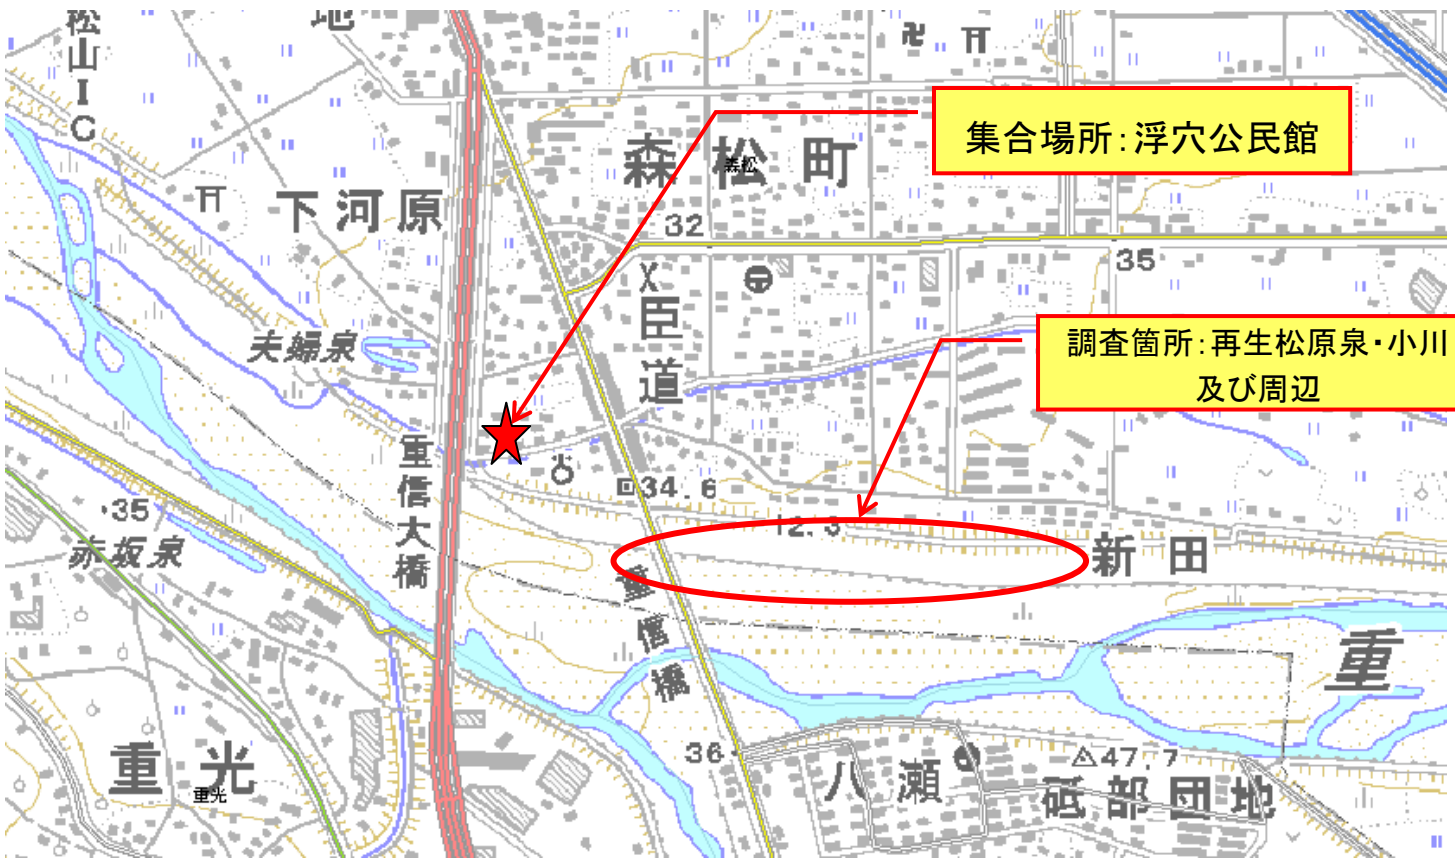 松山IC
地
集合場所：浮穴公民館
森松町
森松
下河原
32
35
臣道
夫婦泉
調査箇所：再生松原泉・小川
及び周辺
重信大橋
34.6
・35
赤坂泉
12.3
新田
重信橋
重
36
八瀬
47.7
砥部団地
重光
重光